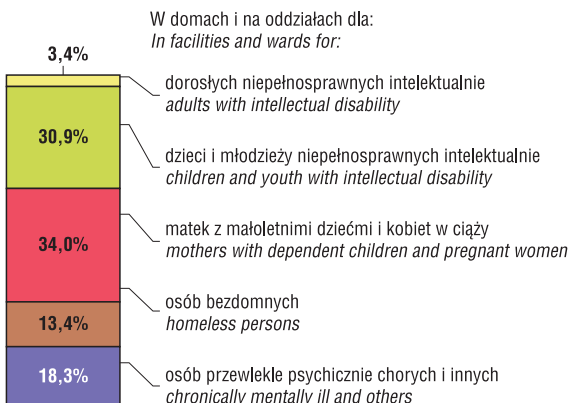 W domach i na oddziałach dla:
In facilities and wards for:
3,4%
dorosłych niepełnosprawnych intelektualnie
adults with intellectual disability
30,9%
dzieci i młodzieży niepełnosprawnych intelektualnie
children and youth with intellectual disability
34,0%
matek z małoletnimi dziećmi i kobiet w ciąży
mothers with dependent children and pregnant women
13,4%
osób bezdomnych
homeless persons
18,3%
osób przewlekle psychicznie chorych i innych
chronically mentally ill and others